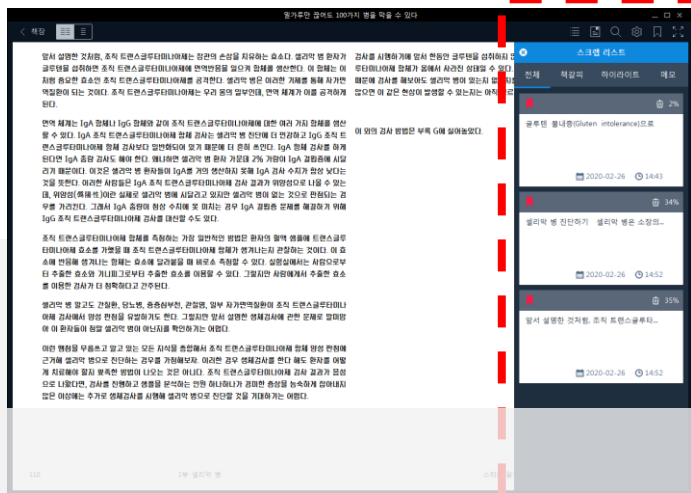 밀가루만 끊어도 100가지 병을 막을 수 있다
책장
앞서 설명한 것처럼, 조직 트랜스글루타미나아제는 장관의 손상을 치유하는 효소다. 셀리악 병 환자가
글루텐을 섭취하면 조직 트랜스글루타미나아제에 면역반응을 일으켜 항체를 생산한다. 이 항체는 이
처럼 중요한 효소인 조직 트랜스글루타미나아제를 공격한다. 셀리악 병은 이러한 기제를 통해 자가면
역질환이 되는 것이다. 조직 트랜스글루타미나아제는 우리 몸의 일부인데, 면역 체계가 이를 공격하게
된다.
면역 체계는 IgA 항체나 IgG 항체와 같이 조직 트랜스글루타미나아제에 대한 여러 가지 항체를 생산
할 수 있다. IgA 조직 트랜스글루타미나아제 항체 검사는 셀리악 병 진단에 더 민감하고 IgG 조직 트
랜스글루타미나아제 항체 검사보다 일반화되어 있기 때문에 더 흔히 쓰인다. IgA 항체 검사를 하게
된다면 IgA 총량 검사도 해야 한다. 왜냐하면 셀리악 병 환자 가운데 2% 가량이 IgA 결핍증에 시달
리기 때문이다. 이것은 셀리악 병 환자들이 IgA를 거의 생산하지 못해 IgA 검사 수치가 항상 낮다는
것을 뜻한다. 이러한 사람들은 IgA 조직 트랜스글루타미나아제 검사 결과가 위양성으로 나올 수 있는
데, 위양성(僞陽性)이란 실제로 셀리악 병에 시달리고 있지만 셀리악 병이 없는 것으로 판정되는 경
우를 가리킨다. 그래서 IgA 총량이 정상 수치에 못 미치는 경우 IgA 결핍증 문제를 해결하기 위해
IgG 조직 트랜스글루타미나아제 검사를 대신할 수도 있다.
조직 트랜스글루타미나아제 항체를 측정하는 가장 일반적인 방법은 환자의 혈액 샘플에 트랜스글루
타미나아제 효소를 가했을 때 조직 트랜스글루타미나아제 항체가 생겨나는지 관찰하는 것이다. 이 효
소에 반응해 생겨나는 항체는 효소에 달라붙을 때 비로소 측정할 수 있다. 실험실에서는 사람으로부
터 추출한 효소와 기니피그로부터 추출한 효소를 이용할 수 있다. 그렇지만 사람에게서 추출한 효소
를 이용한 검사가 더 정확하다고 간주된다.
셀리악 병 말고도 간질환, 당뇨병, 중증심부전, 관절염, 일부 자가면역질환이 조직 트랜스글루타미나
아제 검사에서 양성 판정을 유발하기도 한다. 그렇지만 앞서 설명한 생체검사에 관한 문제로 말미암
아 이 환자들이 정말 셀리악 병이 아닌지를 확인하기는 어렵다.
이런 맹점을 무릅쓰고 알고 있는 모든 지식을 총합해서 조직 트랜스글루타미나아제 항체 양성 판정에
근거해 셀리악 병으로 진단하는 경우를 가정해보자. 이러한 경우 생체검사를 한다 해도 환자를 어떻
게 치료해야 할지 뾰족한 방법이 나오는 것은 아니다. 조직 트랜스글루타미나아제 검사 결과가 음성
으로 나왔다면, 검사를 진행하고 샘플을 분석하는 인원 하나하나가 경미한 증상을 능숙하게 잡아내지
않은 이상에는 추가로 생체검사를 시행해 셀리악 병으로 진단할 것을 기대하기는 어렵다.
110
1부 셀리악 병
검사를 시행하기에 앞서 한동안 글루텐을 섭취하지
루타미나아제 항체가 몸에서 사라진 상태일 수 있다.
때문에 검사를 해보아도 셀리악 병이 있는지 없는지
않으면 이 같은 현상이 발생할 수 있는지는 아직
이 외의 검사 방법은 부록 G에 실어놓았다.
스크랩 리스트
전체 책갈피 하이라이트 메모
2%
글루텐 불내증(Gluten intolerance)으로
2020-02-26 14:43
34%
셀리악 병 진단하기 셀리악 병은 소장의...
2020-02-26 14:52
35%
앞서 설명한 것처럼, 조직 트랜스글루타...
2020-02-26 14:52